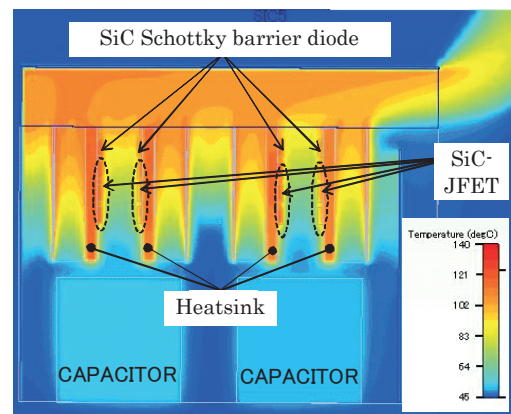 SIC5
SiC Schottky barrier diode
SiC-
JFET
Temperature (degC)
140
121
102
83
64
45
Heatsink
CAPACITOR
CAPACITOR